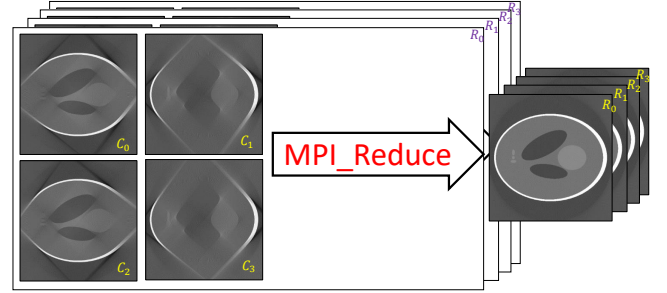 R₃
R₂
R₁
R₀
C₀
C₁
MPI_Reduce
R₃
R₂
R₁
R₀
C₂
C₃